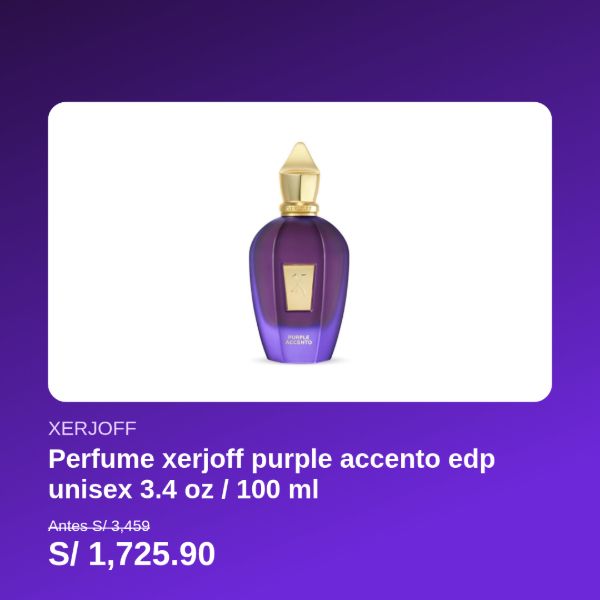 PURPLE
ACCENTO
XERJOFF
Perfume xerjoff purple accento edp
unisex 3.4 oz / 100 ml
Antes S/ 3,459
S/ 1,725.90